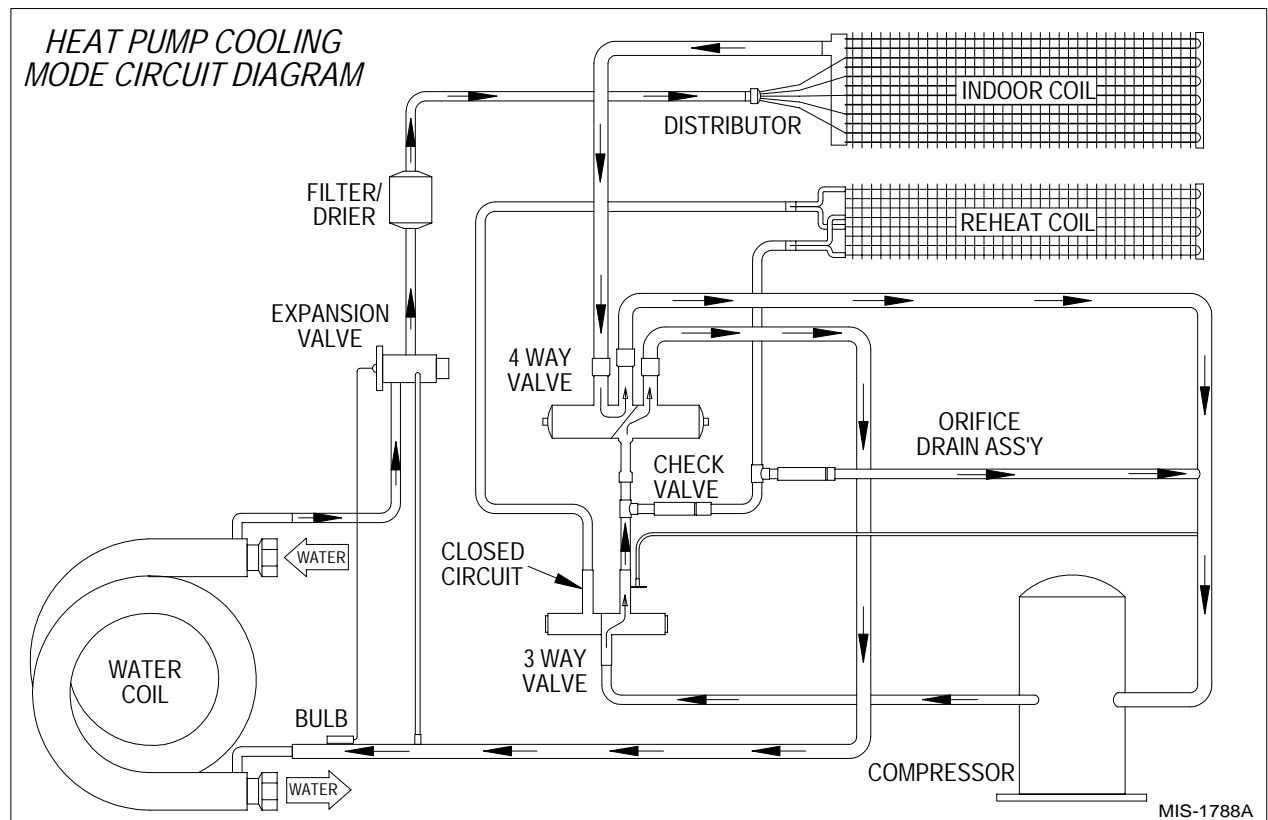 HEAT PUMP COOLING
MODE CIRCUIT DIAGRAM
INDOOR COIL
DISTRIBUTOR
FILTER/
DRIER
REHEAT COIL
EXPANSION
VALVE
4 WAY
VALVE
ORIFICE
DRAIN ASS'Y
CHECK
VALVE
WATER
CLOSED
CIRCUIT
3 WAY
VALVE
WATER
COIL
BULB
WATER
COMPRESSOR
MIS-1788A